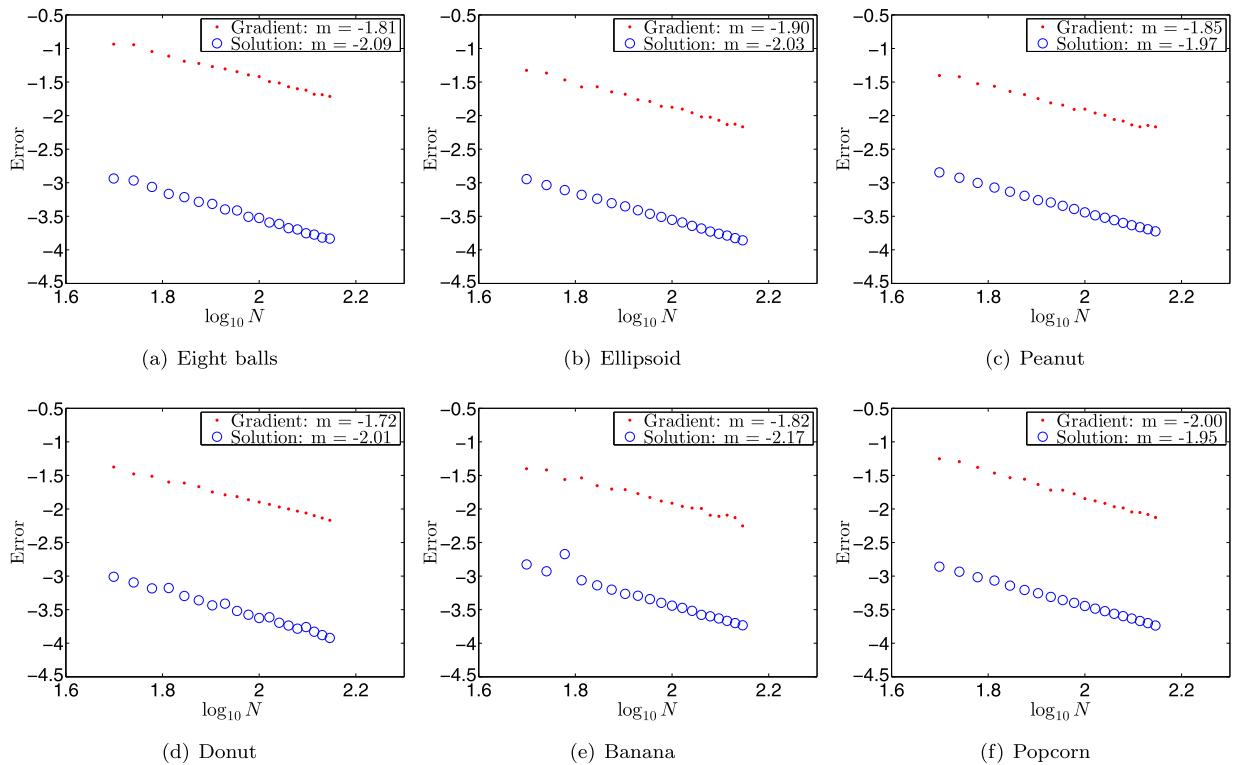 −0.5
−1
−1.5
−2
−2.5
−3
−3.5
−4
−4.5
1.6 1.8 2 2.2
Error
log10 N
Gradient: m = -1.81
Solution: m = -2.09
(a) Eight balls
−0.5
−1
−1.5
−2
−2.5
−3
−3.5
−4
−4.5
1.6 1.8 2 2.2
Error
log10 N
Gradient: m = -1.90
Solution: m = -2.03
(b) Ellipsoid
−0.5
−1
−1.5
−2
−2.5
−3
−3.5
−4
−4.5
1.6 1.8 2 2.2
Error
log10 N
Gradient: m = -1.85
Solution: m = -1.97
(c) Peanut
−0.5
−1
−1.5
−2
−2.5
−3
−3.5
−4
−4.5
1.6 1.8 2 2.2
Error
log10 N
Gradient: m = -1.72
Solution: m = -2.01
(d) Donut
−0.5
−1
−1.5
−2
−2.5
−3
−3.5
−4
−4.5
1.6 1.8 2 2.2
Error
log10 N
Gradient: m = -1.82
Solution: m = -2.17
(e) Banana
−0.5
−1
−1.5
−2
−2.5
−3
−3.5
−4
−4.5
1.6 1.8 2 2.2
Error
log10 N
Gradient: m = -2.00
Solution: m = -1.95
(f) Popcorn